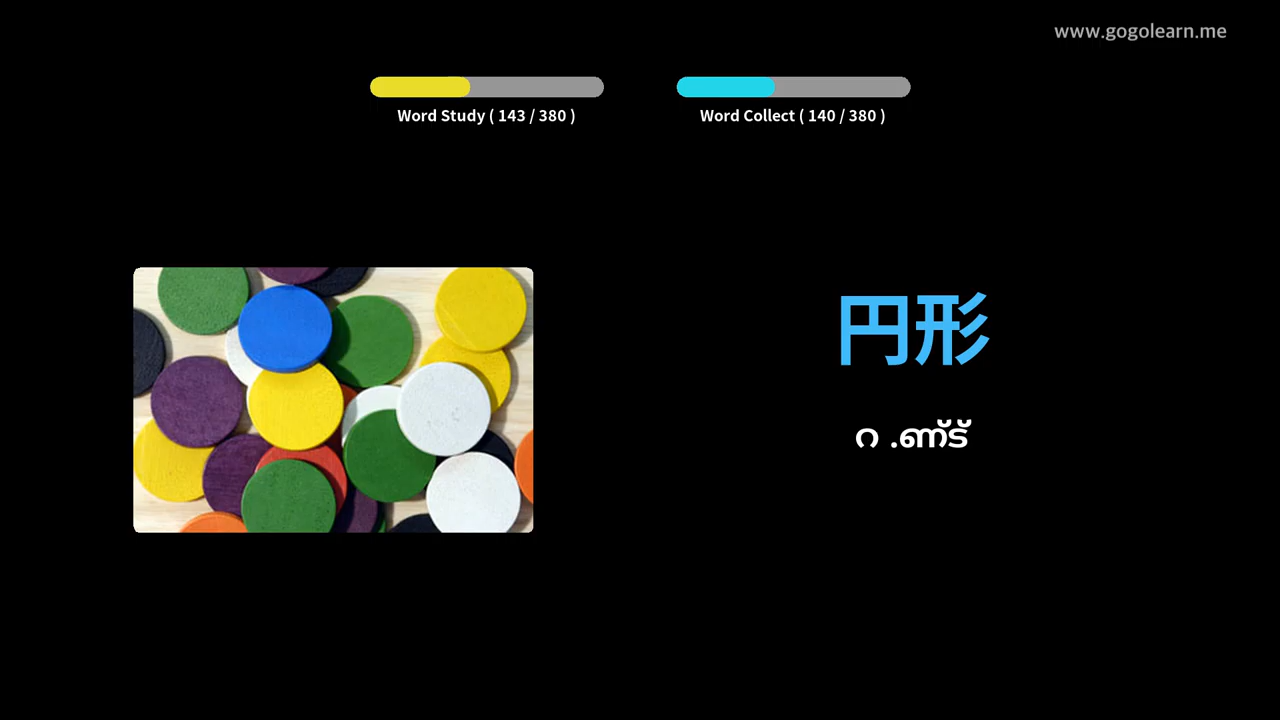 www.gogolearn.me
Word Study ( 143 / 380 )
Word Collect ( 140 / 380 )
円形
റ .ണ്ട്